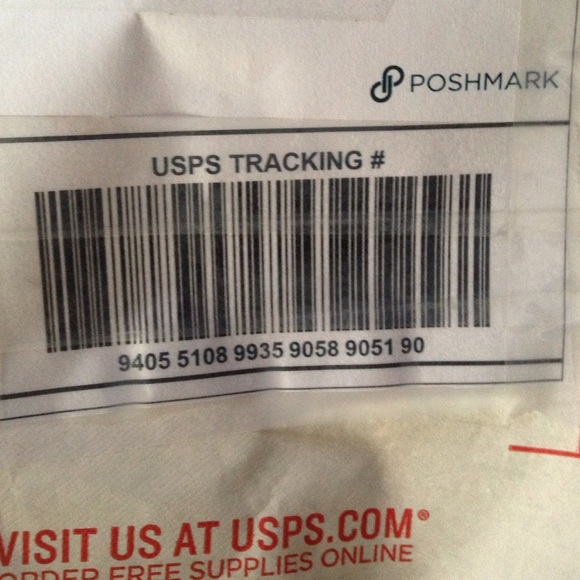 POSHMARK
USPS TRACKING #
9405 5108 9935 9058 9051 90
VISIT US AT USPS.COM®
ORDER FREE SUPPLIES ONLINE